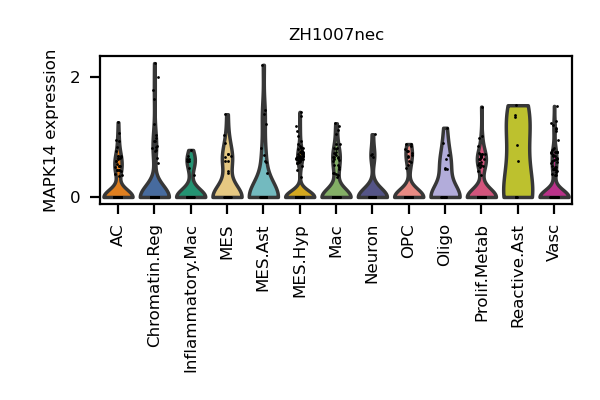 ZH1007nec
MAPK14 expression
2
0
AC
Chromatin.Reg
Inflammatory.Mac
MES
MES.Ast
MES.Hyp
Mac
Neuron
OPC
Oligo
Prolif.Metab
Reactive.Ast
Vasc